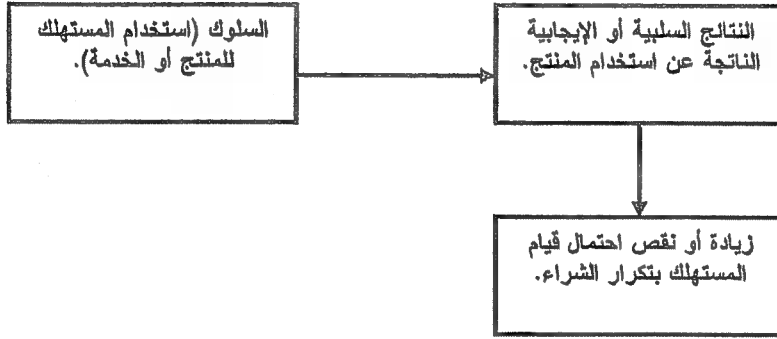 السلوك (استخدام المستهلك
للمنتج أو الخدمة).
النتائج السلبية أو الإيجابية
الناتجة عن استخدام المنتج.
زيادة أو نقص احتمال قيام
المستهلك بتكرار الشراء.